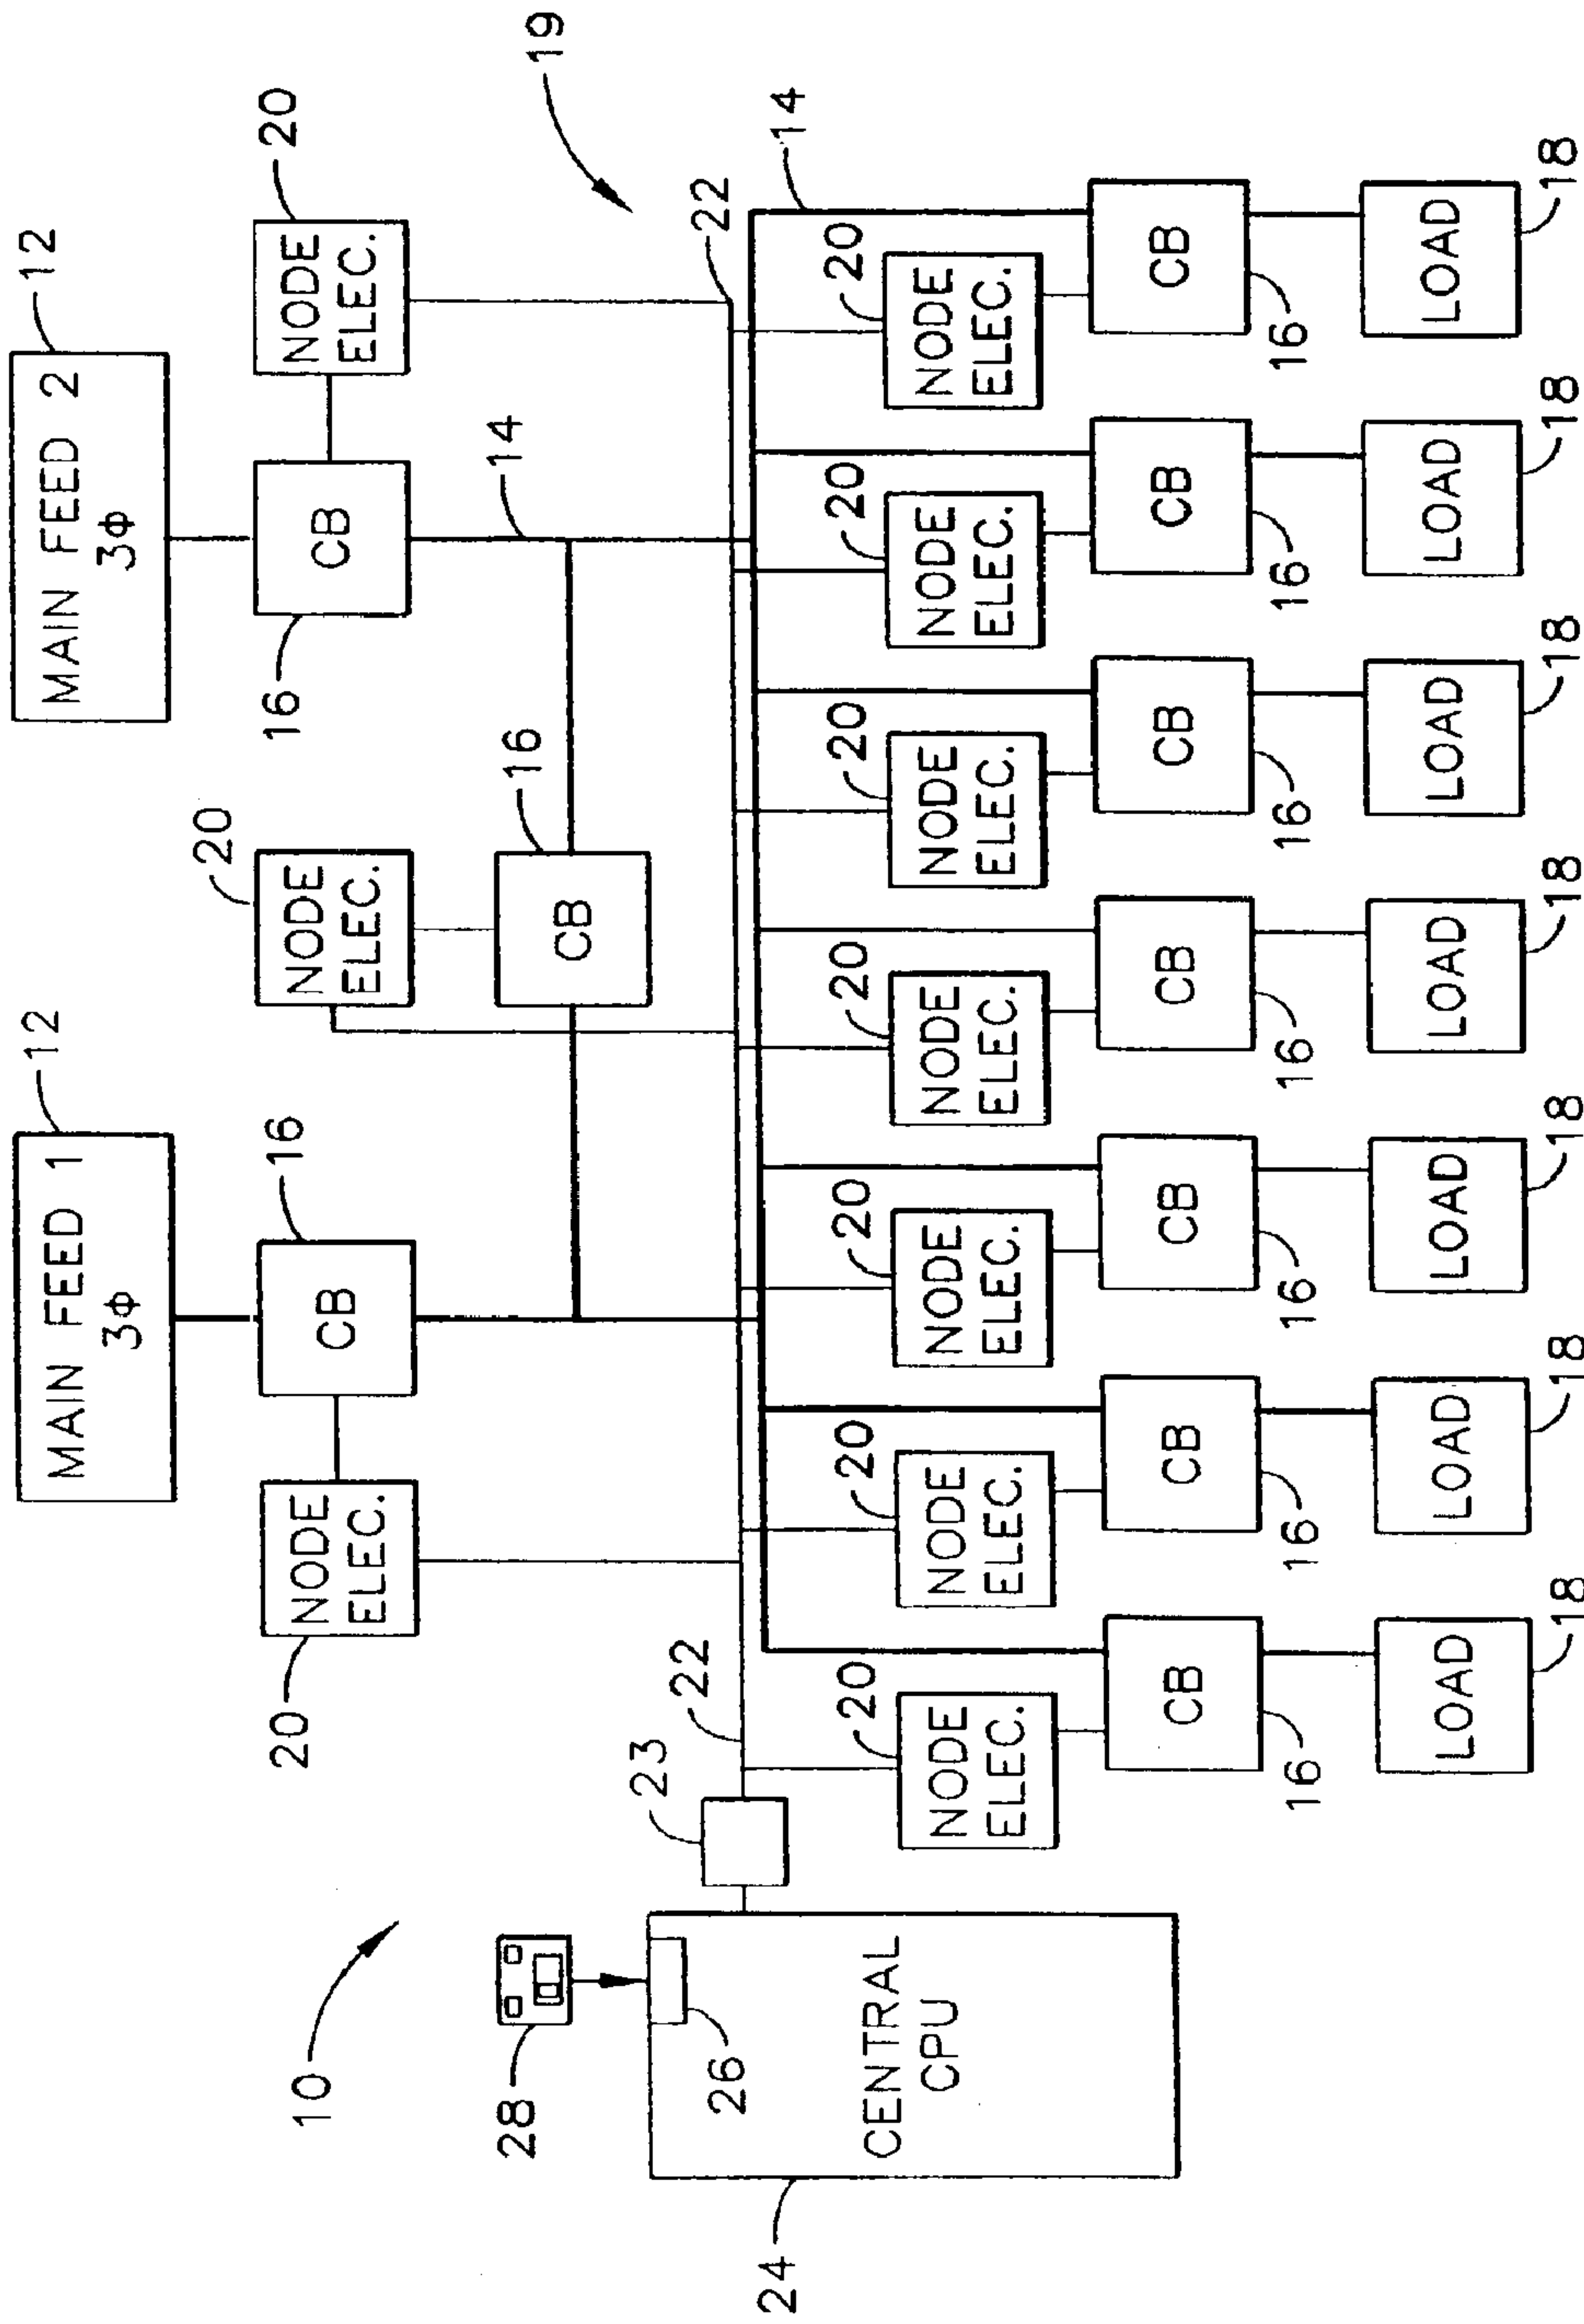 MAIN FEED 1
3Φ
12
MAIN FEED 2
3Φ
12
NODE
ELEC.
20
CB
16
NODE
ELEC.
20
CB
16
NODE
ELEC.
20
CB
16
14
19
10
28
26
CENTRAL
CPU
24
23
22
22
14
NODE
ELEC.
20
NODE
ELEC.
20
NODE
ELEC.
20
NODE
ELEC.
20
NODE
ELEC.
20
NODE
ELEC.
20
NODE
ELEC.
20
CB
16
CB
16
CB
16
CB
16
CB
16
CB
16
CB
16
LOAD
18
LOAD
18
LOAD
18
LOAD
18
LOAD
18
LOAD
18
LOAD
18